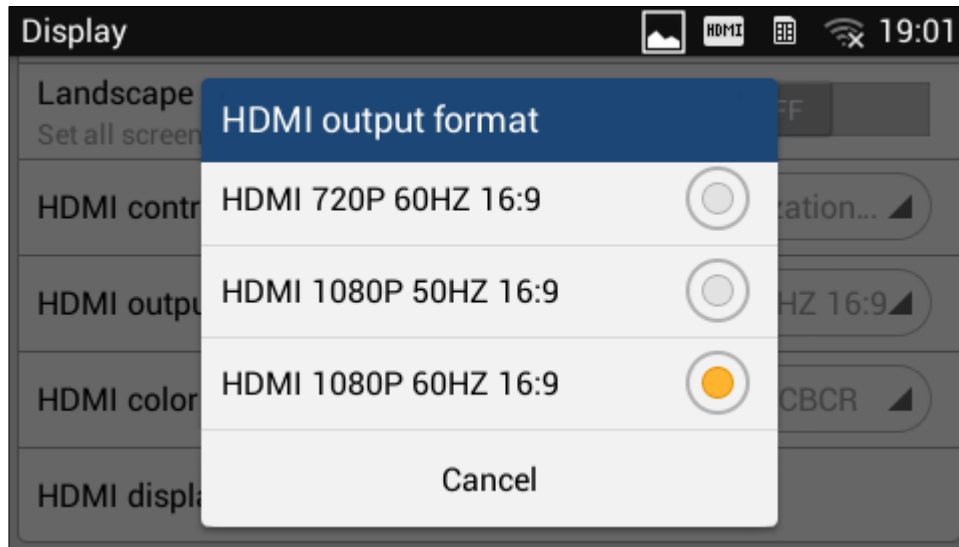 Display
HDMI
19:01
Landscape
Set all screen
FF
HDMI output format
HDMI 720P 60HZ 16:9
HDMI contr
zation...
HDMI 1080P 50HZ 16:9
HDMI outpu
HZ 16:9
HDMI 1080P 60HZ 16:9
HDMI color
CBCR
Cancel
HDMI displa